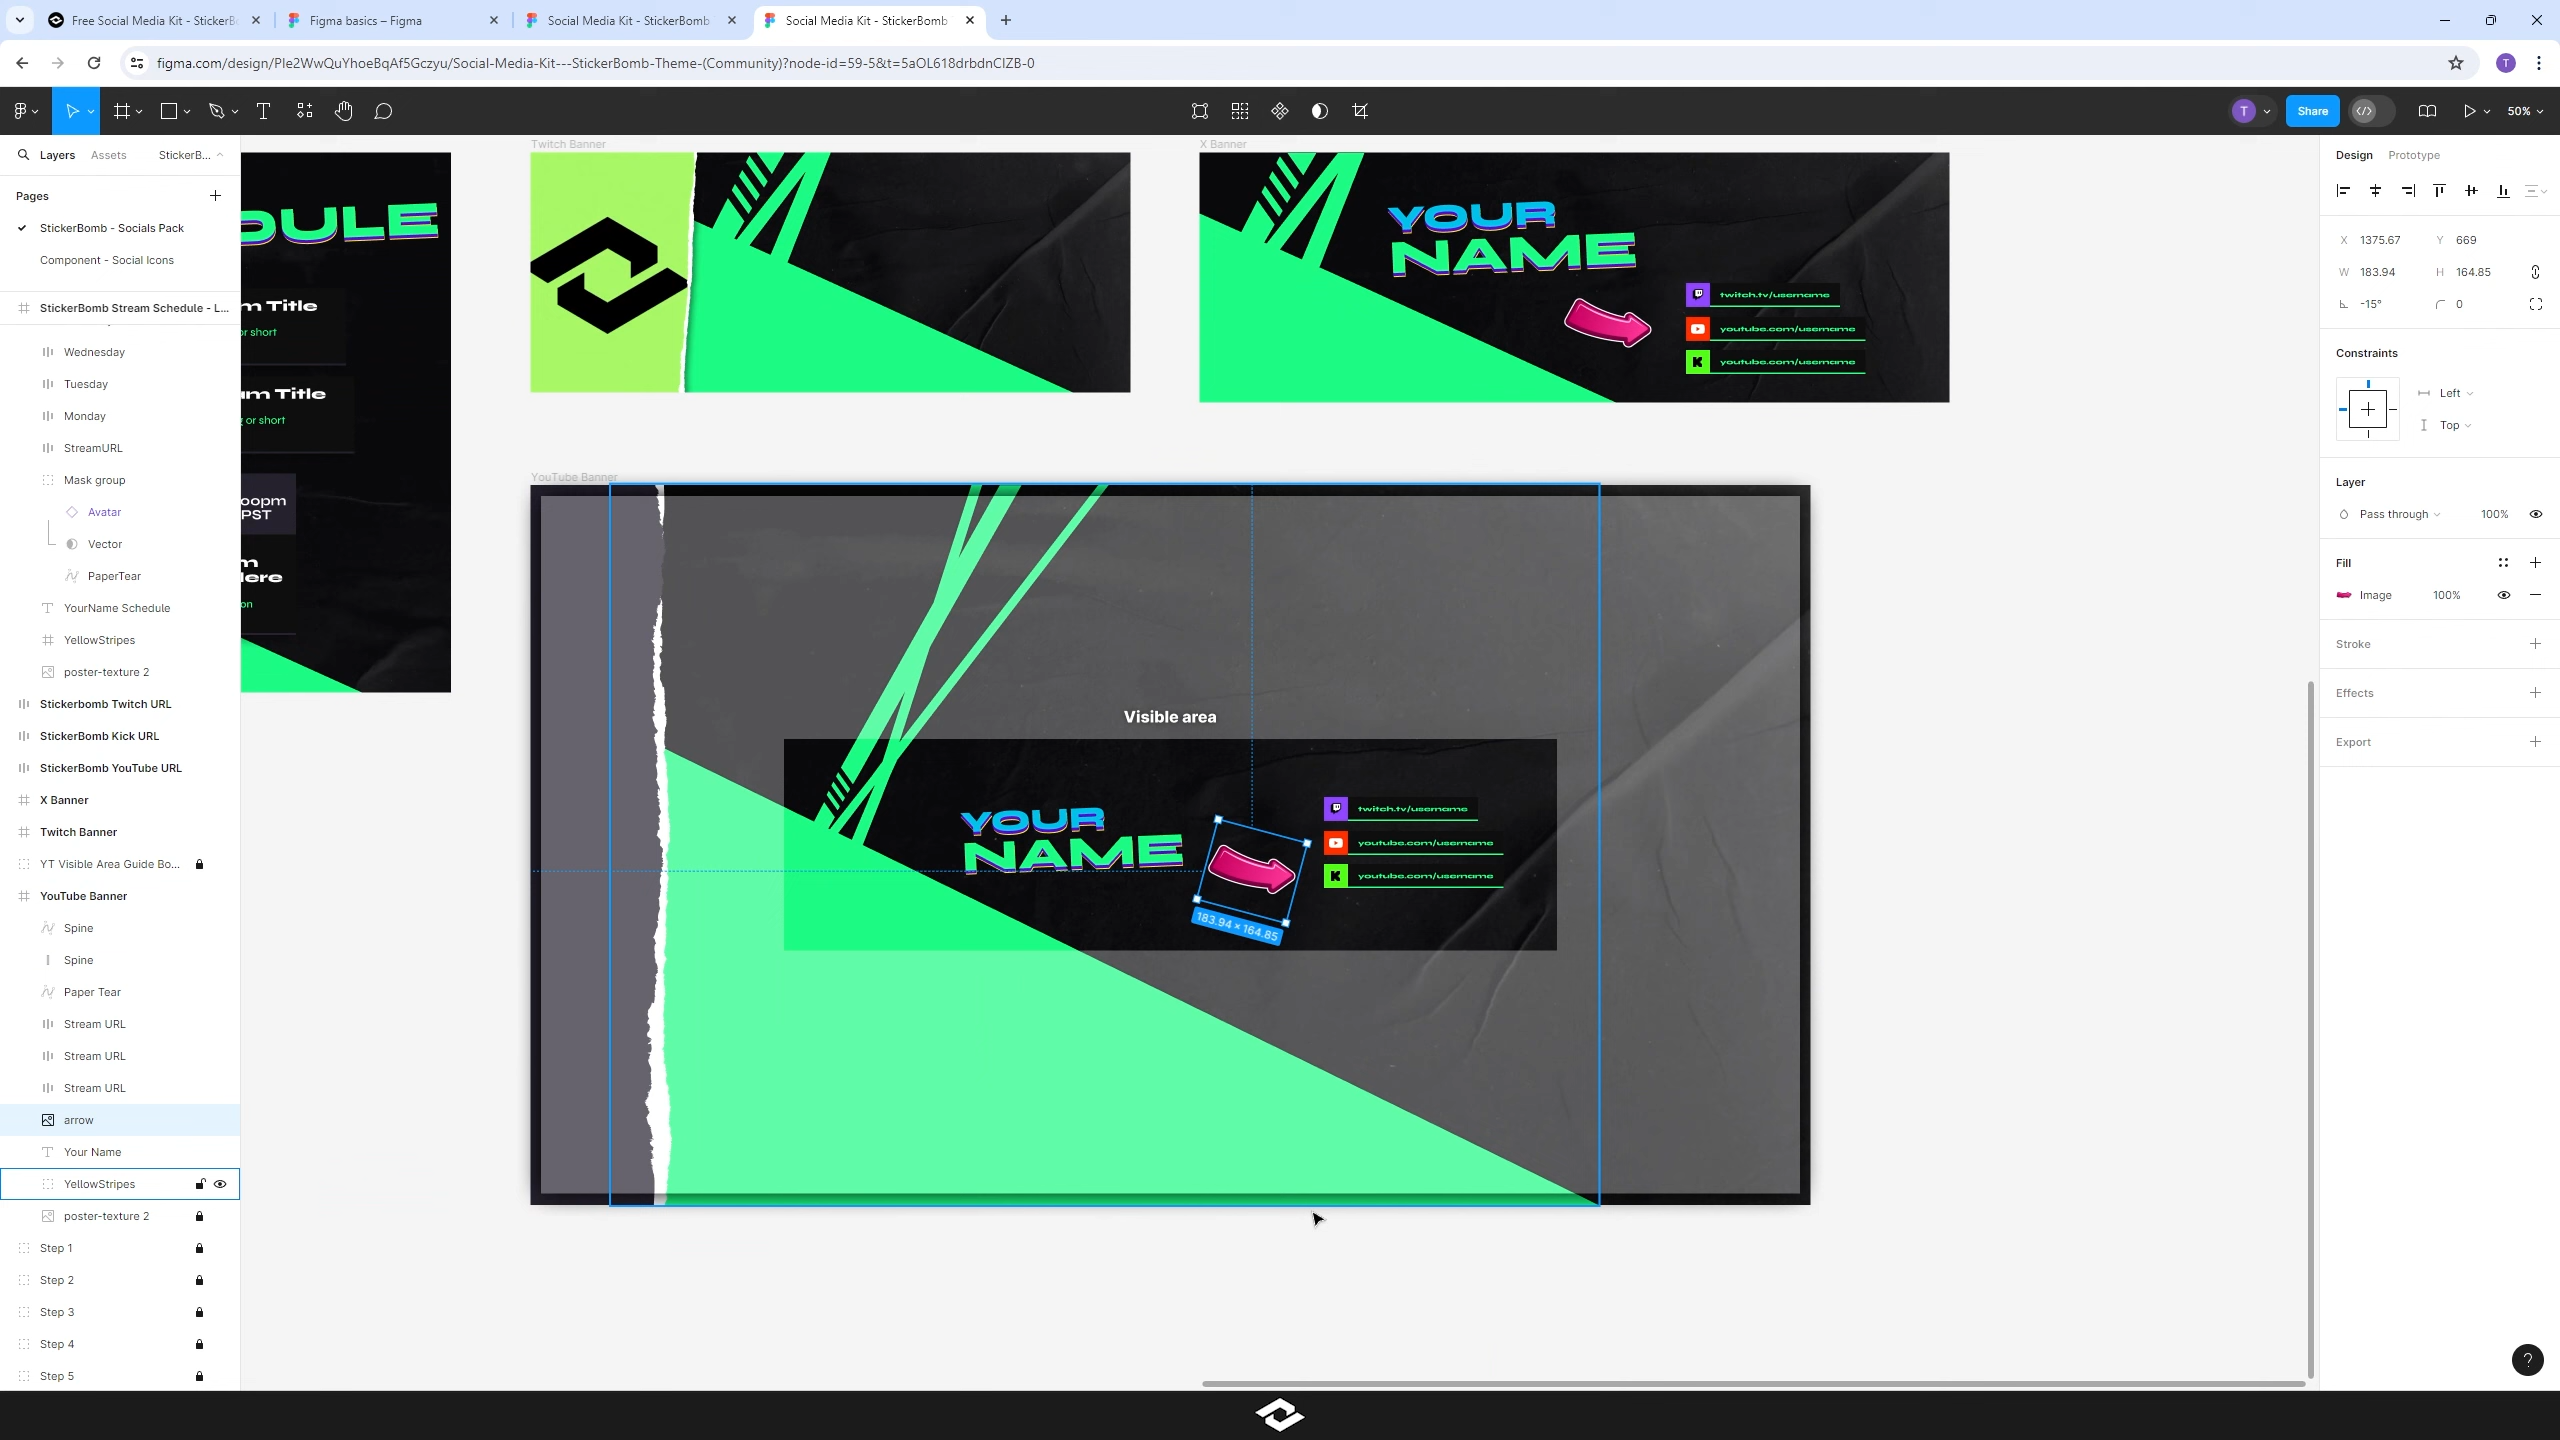 Free Social Media Kit - StickerB
Figma basics – Figma
Social Media Kit - StickerBomb
Social Media Kit - StickerBomb
figma.com/design/Ple2WwQuYhoeBqAf5Gczyu/Social-Media-Kit---StickerBomb-Theme-(Community)?node-id=59-5&t=5aOL618drbdnCIZB-0
T
T
Share
50%
Layers
Assets
StickerB...
Pages
StickerBomb - Socials Pack
Component - Social Icons
StickerBomb Stream Schedule - L...
Wednesday
Tuesday
Monday
StreamURL
Mask group
Avatar
Vector
PaperTear
YourName Schedule
YellowStripes
poster-texture 2
Stickerbomb Twitch URL
StickerBomb Kick URL
StickerBomb YouTube URL
X Banner
Twitch Banner
YT Visible Area Guide Bo...
YouTube Banner
Spine
Spine
Paper Tear
Stream URL
Stream URL
Stream URL
arrow
Your Name
YellowStripes
poster-texture 2
Step 1
Step 2
Step 3
Step 4
Step 5
DULE
m Title
or short
am Title
g or short
oopm
PST
m
Here
on
Twitch Banner
X Banner
YOUR
NAME
twitch.tv/username
youtube.com/username
youtube.com/username
YouTube Banner
Visible area
YOUR
NAME
twitch.tv/username
youtube.com/username
youtube.com/username
183.94 × 164.85
Design
Prototype
X 1375.67
Y 669
W 183.94
H 164.85
-15°
0
Constraints
Left
Top
Layer
Pass through
100%
Fill
Image
100%
Stroke
Effects
Export
?